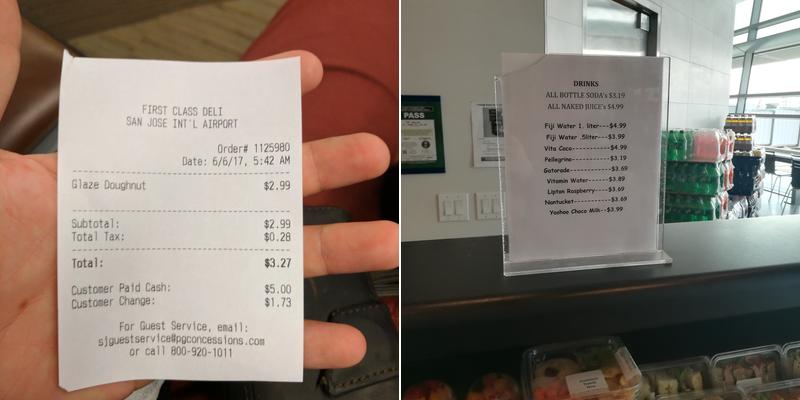 FIRST CLASS DELI
SAN JOSE INT'L AIRPORT
Order# 1125980
Date: 6/6/17, 5:42 AM
Glaze Doughnut $2.99
Subtotal: $2.99
Total Tax: $0.28
Total: $3.27
Customer Paid Cash: $5.00
Customer Change: $1.73
For Guest Service, email:
sjguestservice@pgconcessions.com
or call 800-920-1011
PASS
DRINKS
ALL BOTTLE SODA's $3.19
ALL NAKED JUICE's $4.99
Fiji Water 1. liter---$4.99
Fiji Water .5liter---$3.99
Vita Coco----------$4.99
Pellegrino---------$3.19
Gatorade-----------$3.69
Vitamin Water------$3.89
Lipton Raspberry----$3.69
Nantucket----------$3.69
Yoohoo Choco Milk--$3.99